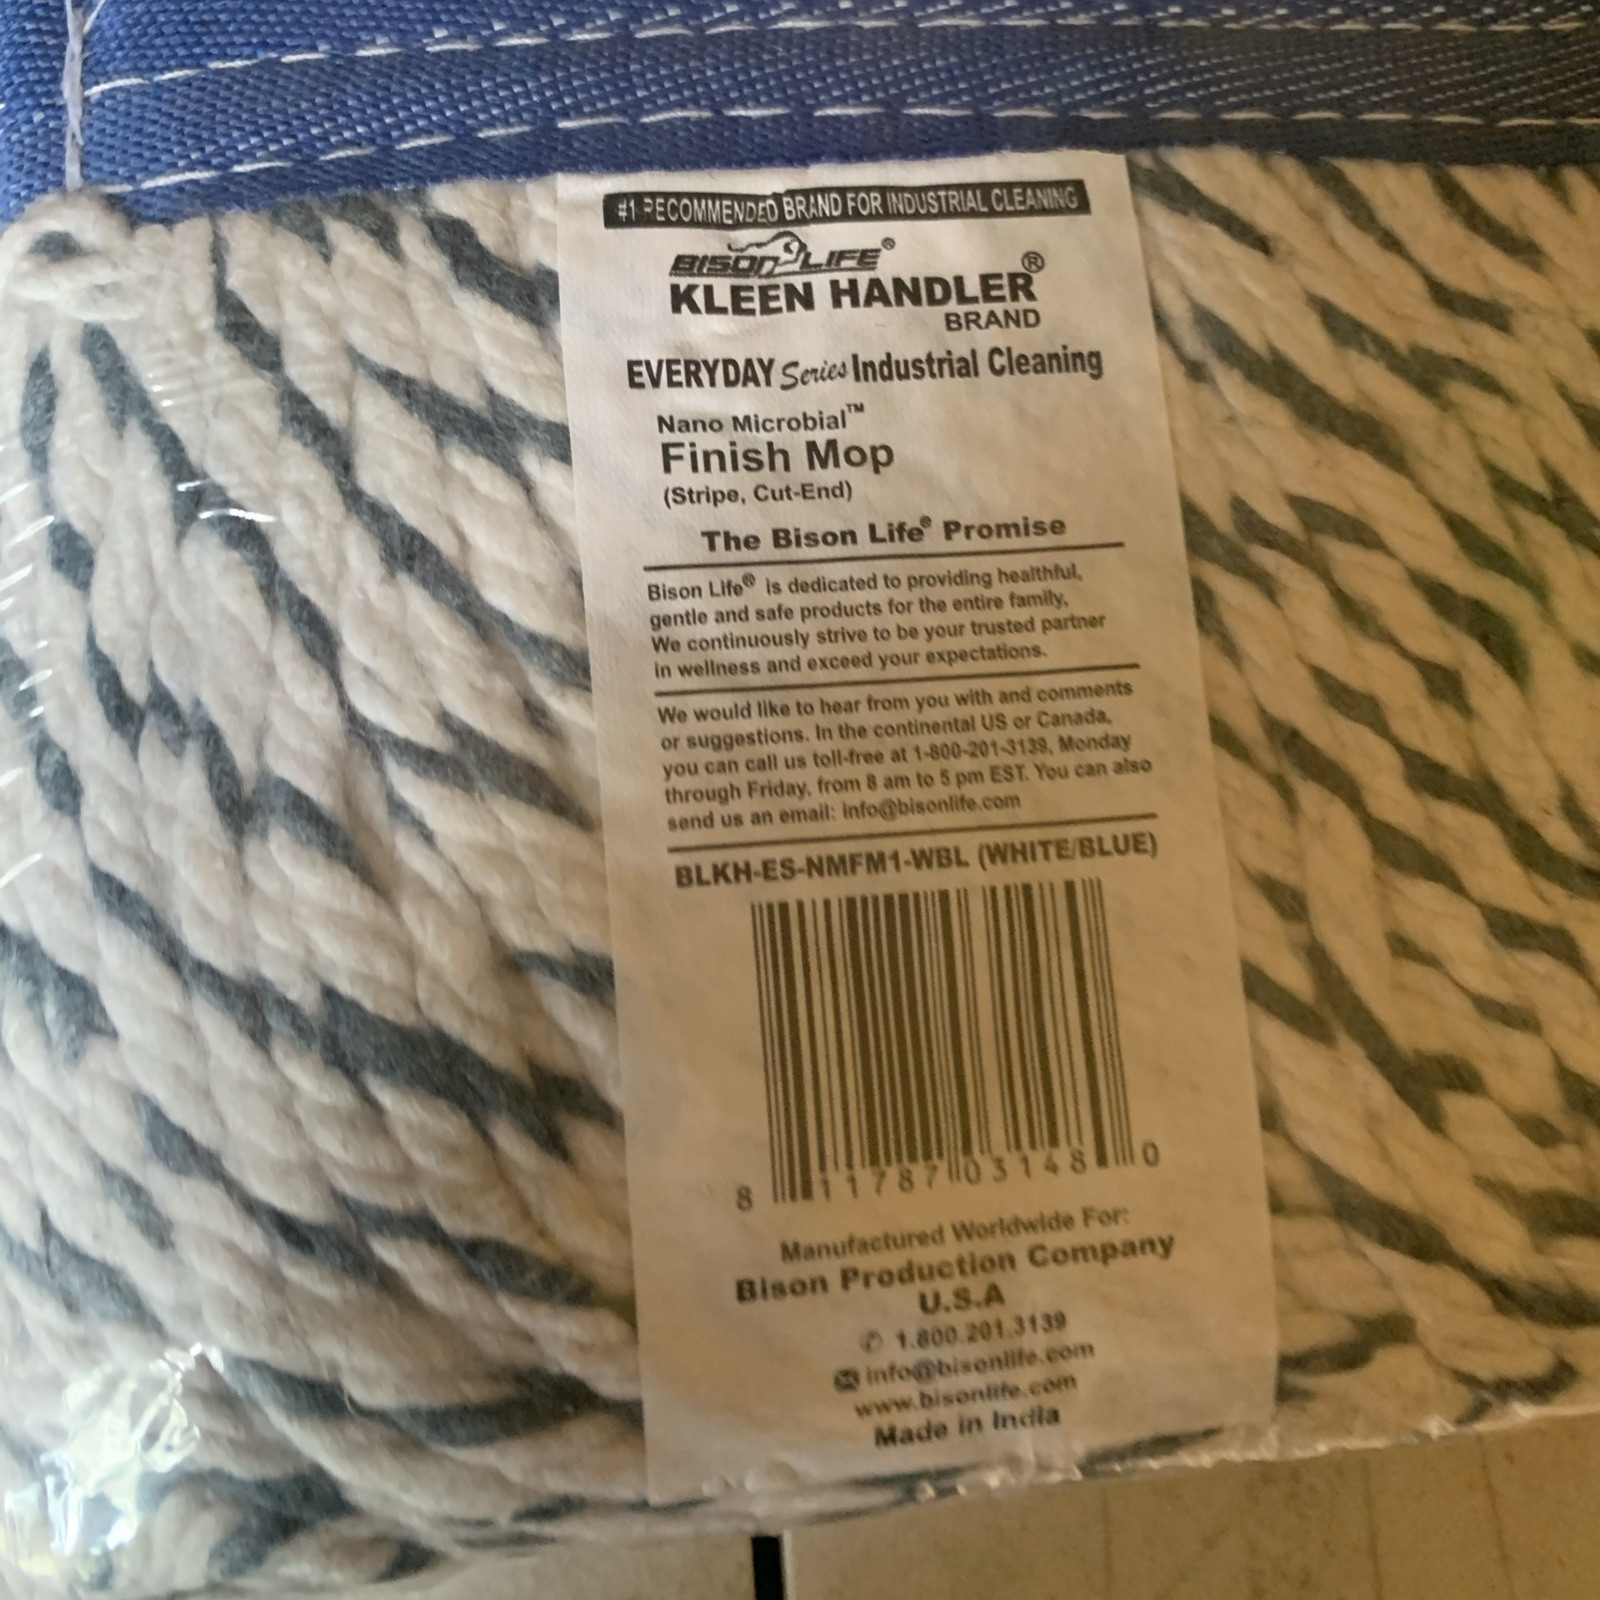 #1 RECOMMENDED BRAND FOR INDUSTRIAL CLEANING
BISON LIFE®
KLEEN HANDLER®
BRAND
EVERYDAY Series Industrial Cleaning
Nano Microbial™
Finish Mop
(Stripe, Cut-End)
The Bison Life® Promise
Bison Life® is dedicated to providing healthful,
gentle and safe products for the entire family,
We continuously strive to be your trusted partner
in wellness and exceed your expectations.
We would like to hear from you with and comments
or suggestions. In the continental US or Canada,
you can call us toll-free at 1-800-201-3139, Monday
through Friday, from 8 am to 5 pm EST. You can also
send us an email: info@bisonlife.com
BLKH-ES-NMFM1-WBL (WHITE/BLUE)
8 11787 03148 0
Manufactured Worldwide For:
Bison Production Company
U.S.A
1.800.201.3139
info@bisonlife.com
www.bisonlife.com
Made in India